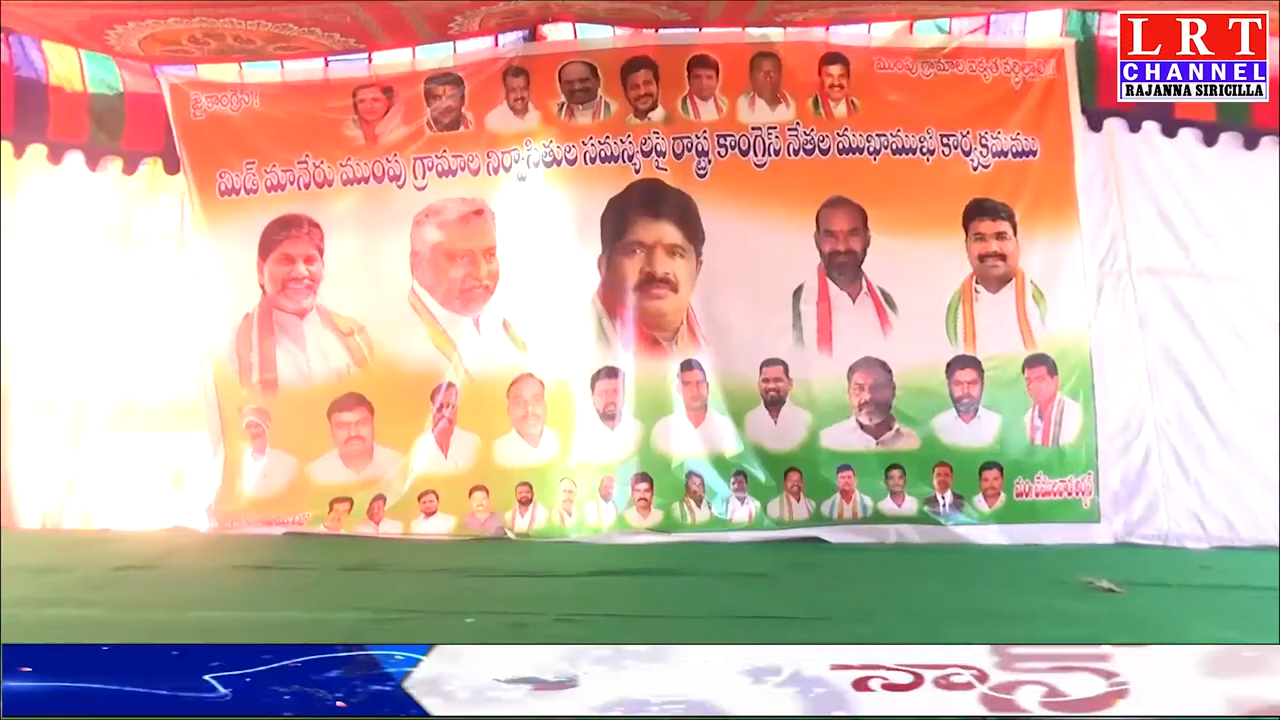 LRT
CHANNEL
RAJANNA SIRICILLA
జై కాంగ్రెస్ !
ముంపు గ్రామాల ఐక్యత వర్ధిల్లాలి..!
మిడ్ మానేరు ముంపు గ్రామాల నిర్వాసితుల సమస్యలపై రాష్ట్ర కాంగ్రెస్ నేతల ముఖాముఖి కార్యక్రమము